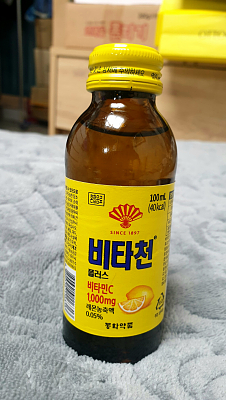 100mL
(40kcal)
SINCE 1897
비타천
플러스
비타민C
1,000mg
레몬농축액
0.05%
동화약품